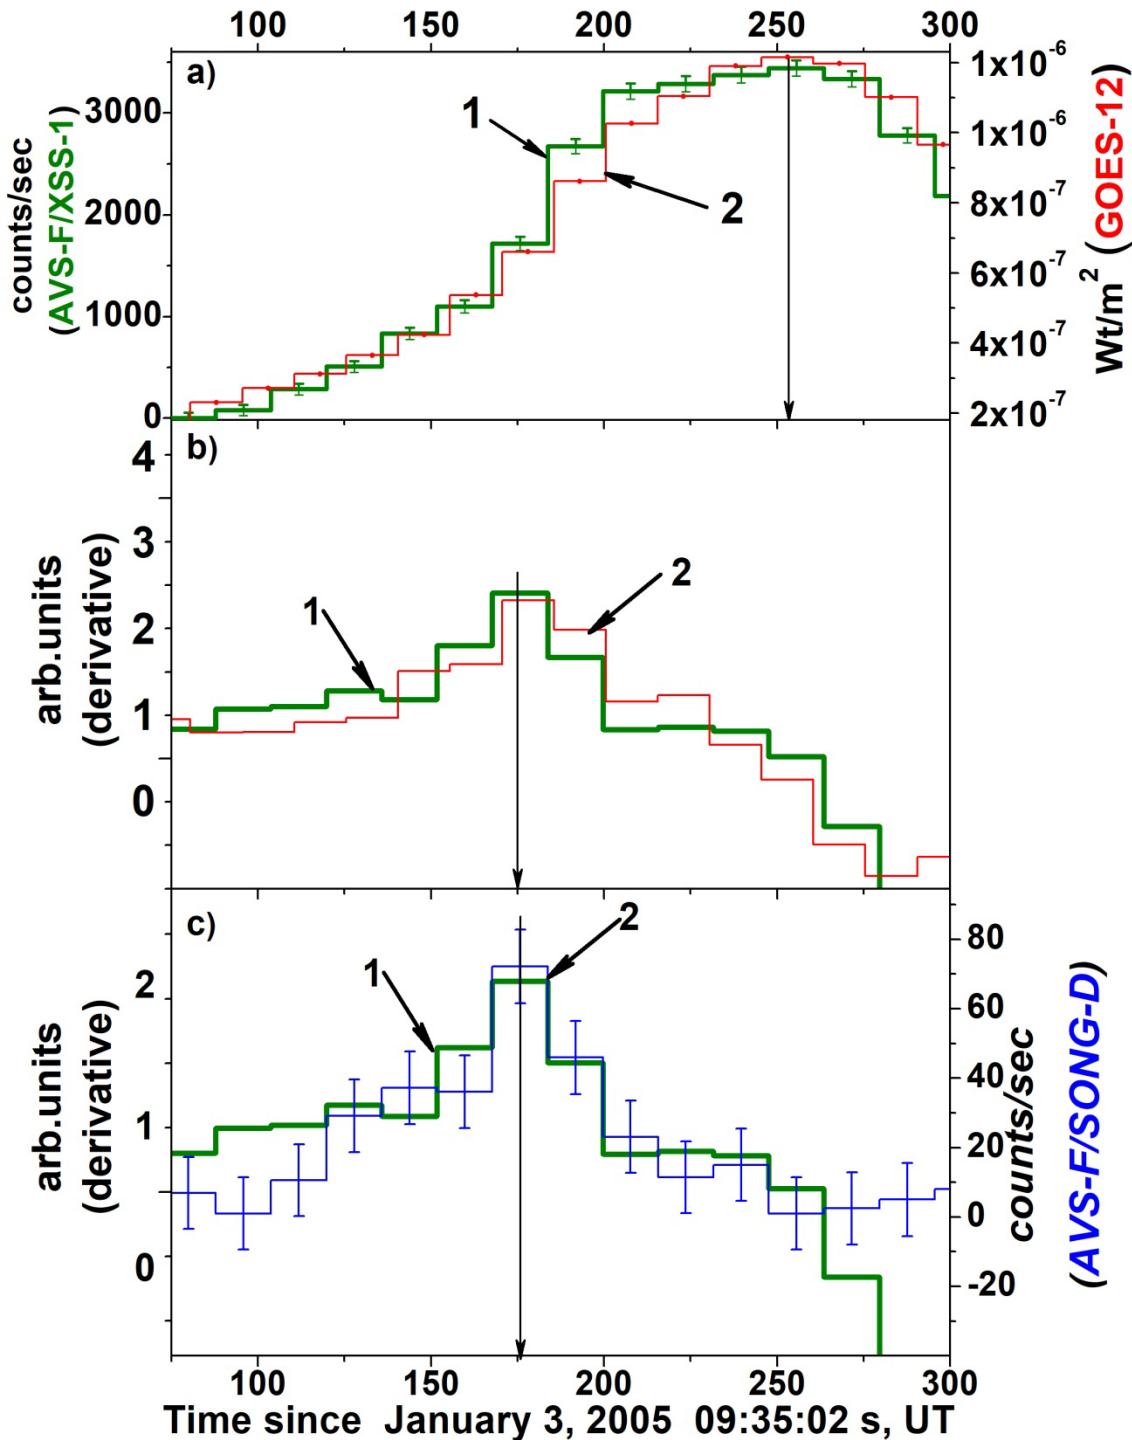 100 150 200 250 300
a)
counts/sec
(AVS-F/XSS-1)
3000
2000
1000
0
1
2
1x10-6
1x10-6
8x10-7
6x10-7
4x10-7
2x10-7
Wt/m2 (GOES-12)
b)
arb.units
(derivative)
4
3
2
1
0
1
2
c)
arb.units
(derivative)
2
1
0
1
2
80
60
40
20
0
-20
counts/sec
(AVS-F/SONG-D)
100 150 200 250 300
Time since January 3, 2005 09:35:02 s, UT